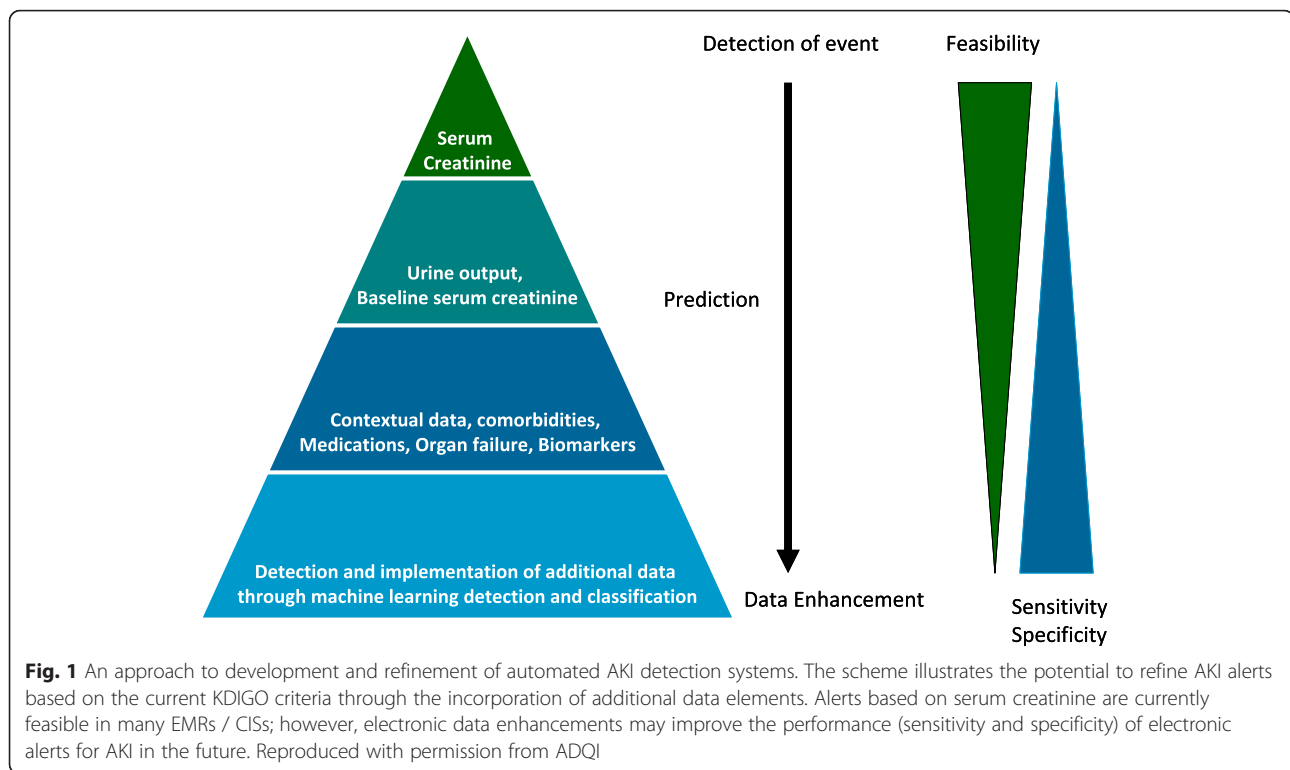 Detection of event
Feasibility
Serum
Creatinine
Urine output,
Baseline serum creatinine
Prediction
Contextual data, comorbidities,
Medications, Organ failure, Biomarkers
Detection and implementation of additional data
through machine learning detection and classification
Data Enhancement
Sensitivity
Specificity
Fig. 1 An approach to development and refinement of automated AKI detection systems. The scheme illustrates the potential to refine AKI alerts
based on the current KDIGO criteria through the incorporation of additional data elements. Alerts based on serum creatinine are currently
feasible in many EMRs / CISs; however, electronic data enhancements may improve the performance (sensitivity and specificity) of electronic
alerts for AKI in the future. Reproduced with permission from ADQI